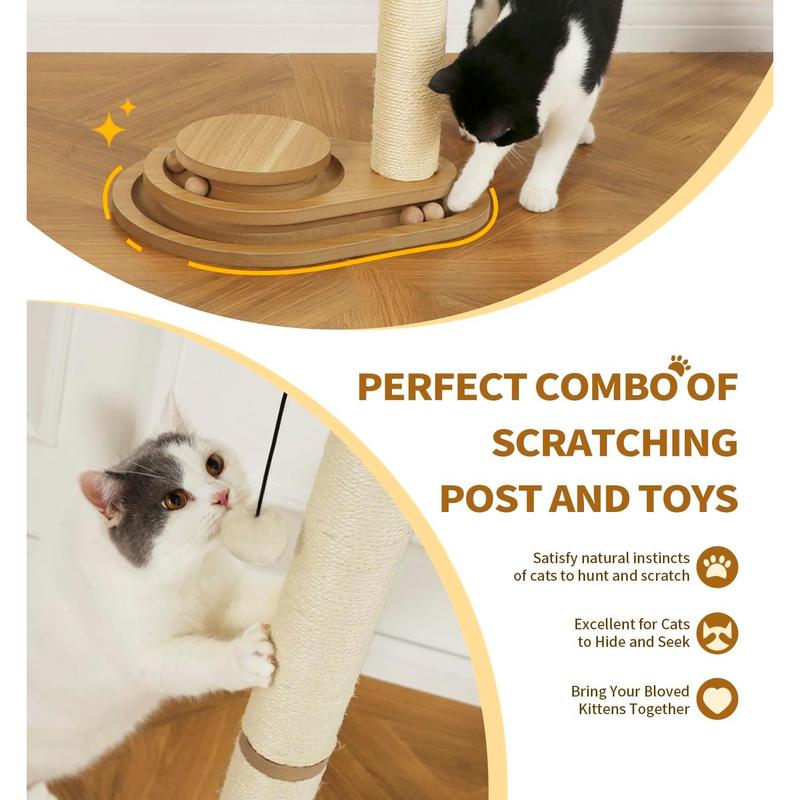 PERFECT COMBO OF
SCRATCHING
POST AND TOYS
Satisfy natural instincts
of cats to hunt and scratch
Excellent for Cats
to Hide and Seek
Bring Your Bloved
Kittens Together